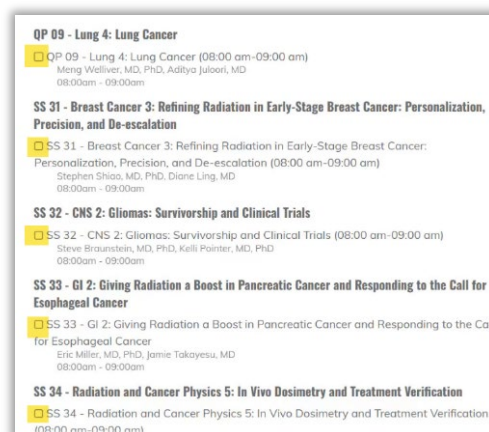 QP 09 - Lung 4: Lung Cancer
QP 09 - Lung 4: Lung Cancer (08:00 am-09:00 am)
Meng Welliver, MD, PhD, Aditya Juloori, MD
08:00am - 09:00am
SS 31 - Breast Cancer 3: Refining Radiation in Early-Stage Breast Cancer: Personalization,
Precision, and De-escalation
SS 31 - Breast Cancer 3: Refining Radiation in Early-Stage Breast Cancer:
Personalization, Precision, and De-escalation (08:00 am-09:00 am)
Stephen Shiao, MD, PhD, Diane Ling, MD
08:00am - 09:00am
SS 32 - CNS 2: Gliomas: Survivorship and Clinical Trials
SS 32 - CNS 2: Gliomas: Survivorship and Clinical Trials (08:00 am-09:00 am)
Steve Braunstein, MD, PhD, Kelli Pointer, MD, PhD
08:00am - 09:00am
SS 33 - GI 2: Giving Radiation a Boost in Pancreatic Cancer and Responding to the Call for
Esophageal Cancer
SS 33 - GI 2: Giving Radiation a Boost in Pancreatic Cancer and Responding to the Ca
for Esophageal Cancer
Eric Miller, MD, PhD, Jamie Takayesu, MD
08:00am - 09:00am
SS 34 - Radiation and Cancer Physics 5: In Vivo Dosimetry and Treatment Verification
SS 34 - Radiation and Cancer Physics 5: In Vivo Dosimetry and Treatment Verification
(08:00 am-09:00 am)